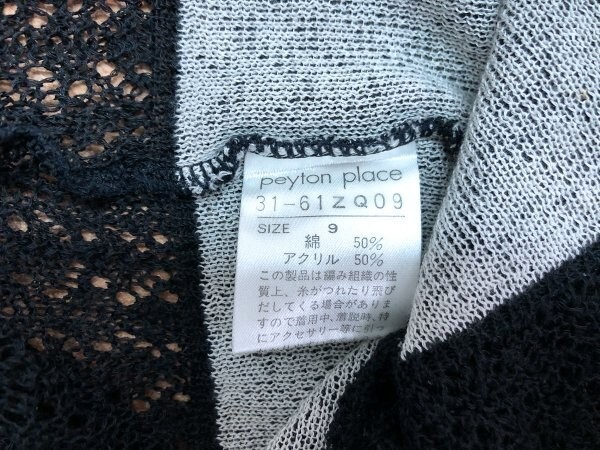 peyton place
31-61ZQ09
SIZE 9
綿 50%
アクリル 50%
この製品は編み組織の性
質上、糸がつれたり飛び
だしてくる場合がありま
すので着用中、着脱時、特
にアクセサリー等に引っ